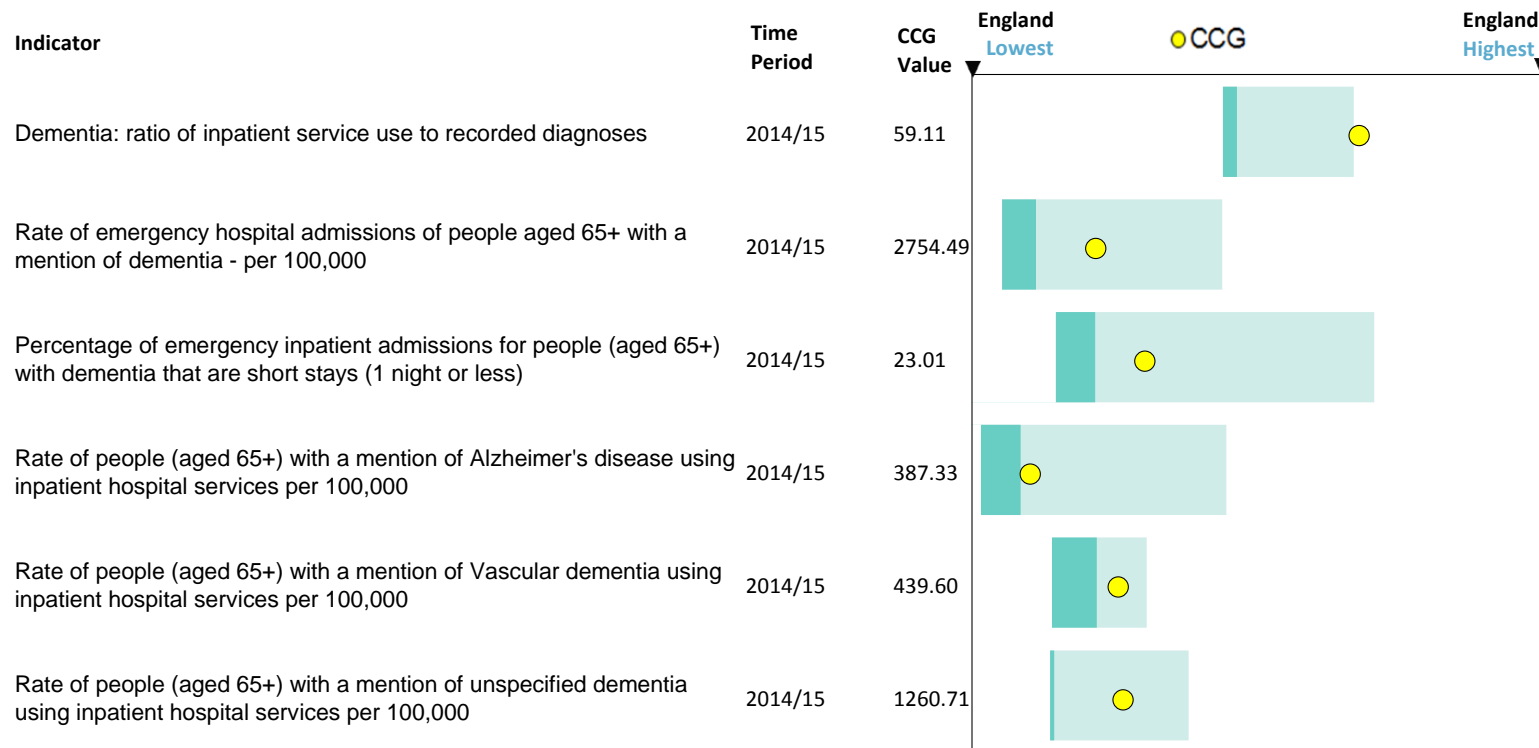 Indicator
Time
Period
CCG
Value
England
Lowest
CCG
England
Highest
Dementia: ratio of inpatient service use to recorded diagnoses 2014/15 59.11
Rate of emergency hospital admissions of people aged 65+ with a
mention of dementia - per 100,000
2014/15 2754.49
Percentage of emergency inpatient admissions for people (aged 65+)
with dementia that are short stays (1 night or less)
2014/15 23.01
Rate of people (aged 65+) with a mention of Alzheimer's disease using
inpatient hospital services per 100,000
2014/15 387.33
Rate of people (aged 65+) with a mention of Vascular dementia using
inpatient hospital services per 100,000
2014/15 439.60
Rate of people (aged 65+) with a mention of unspecified dementia
using inpatient hospital services per 100,000
2014/15 1260.71